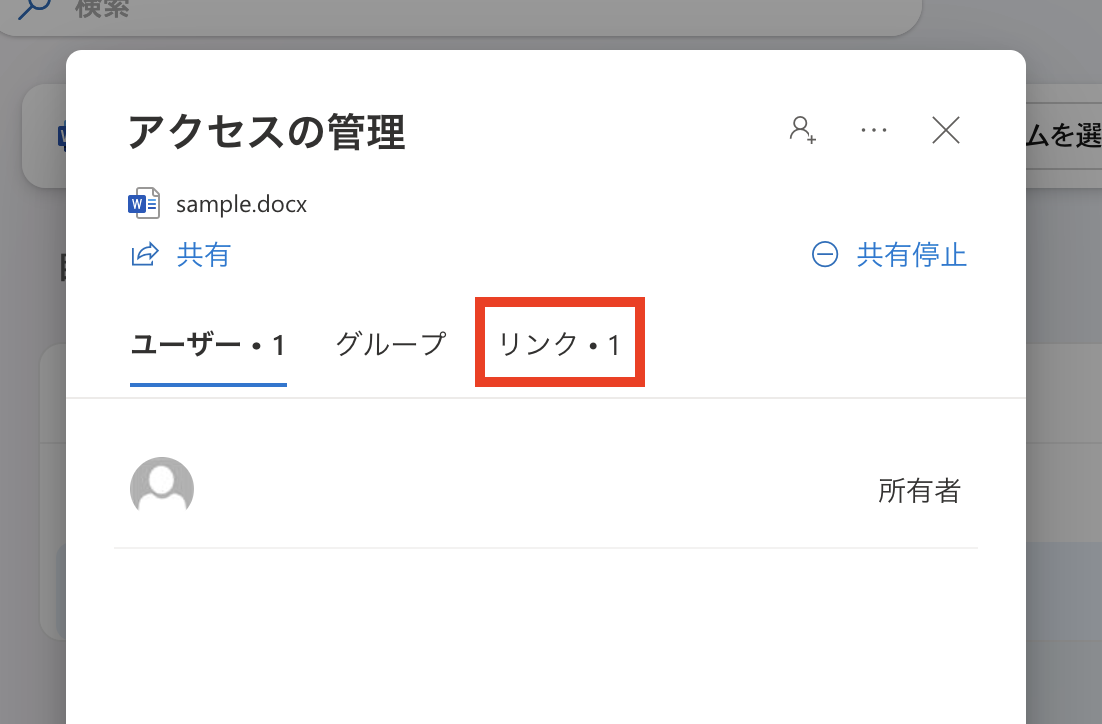 検索
アクセスの管理
W sample.docx
共有
共有停止
ユーザー・1 グループ リンク・1
所有者
ムを選